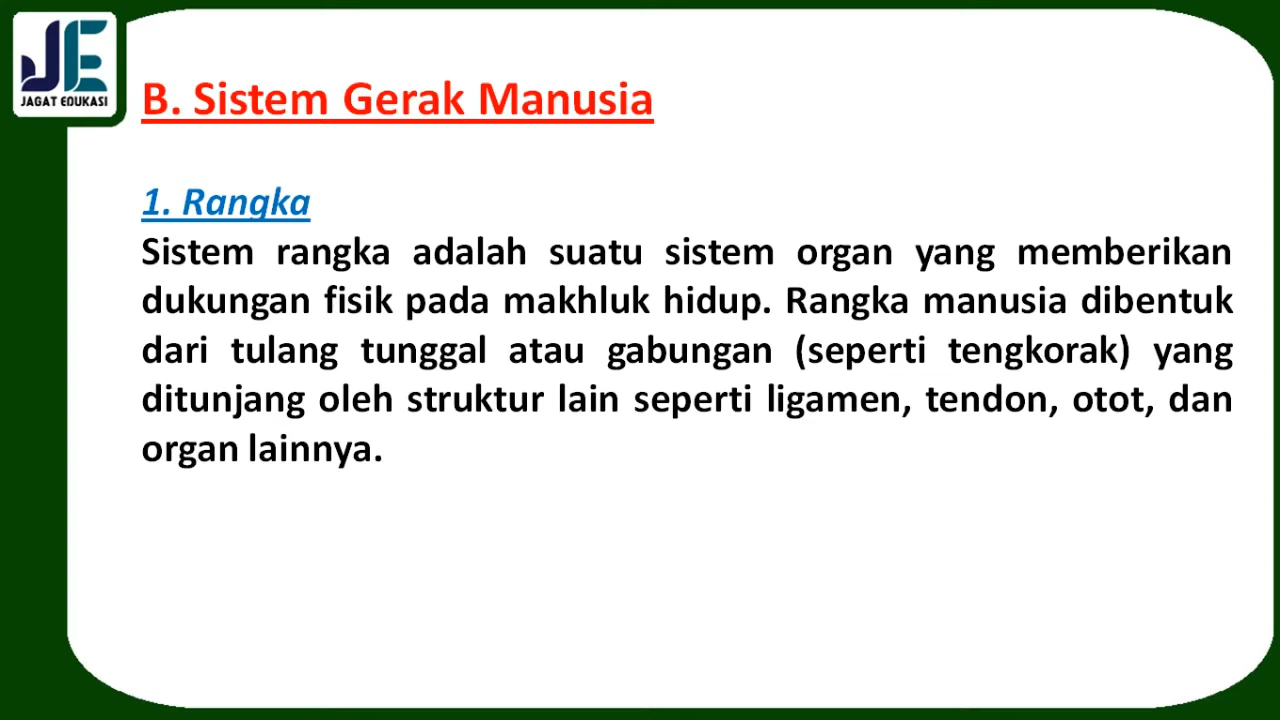 JE
JAGAT EDUKASI
B. Sistem Gerak Manusia
1. Rangka
Sistem rangka adalah suatu sistem organ yang memberikan
dukungan fisik pada makhluk hidup. Rangka manusia dibentuk
dari tulang tunggal atau gabungan (seperti tengkorak) yang
ditunjang oleh struktur lain seperti ligamen, tendon, otot, dan
organ lainnya.